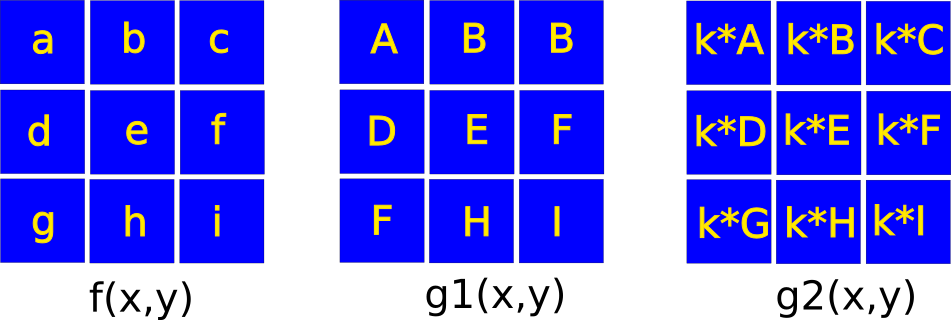 a b c A B B k*A k*B k*C
d e f D E F k*D k*E k*F
g h i F H I k*G k*H k*I
f(x,y) g1(x,y) g2(x,y)